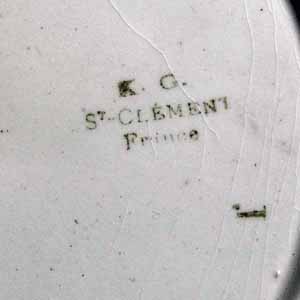 K. G.
ST-CLÉMENT
France